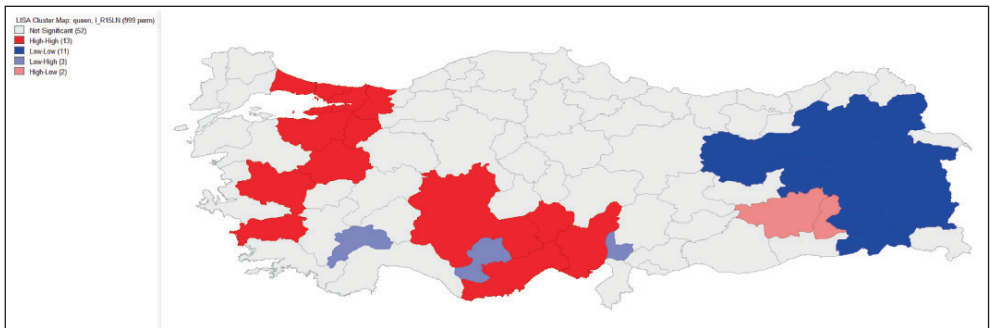 LISA Cluster Map: queen, I_R15LN (999 perm)
Not Significant (52)
High-High (13)
Low-Low (11)
Low-High (3)
High-Low (2)